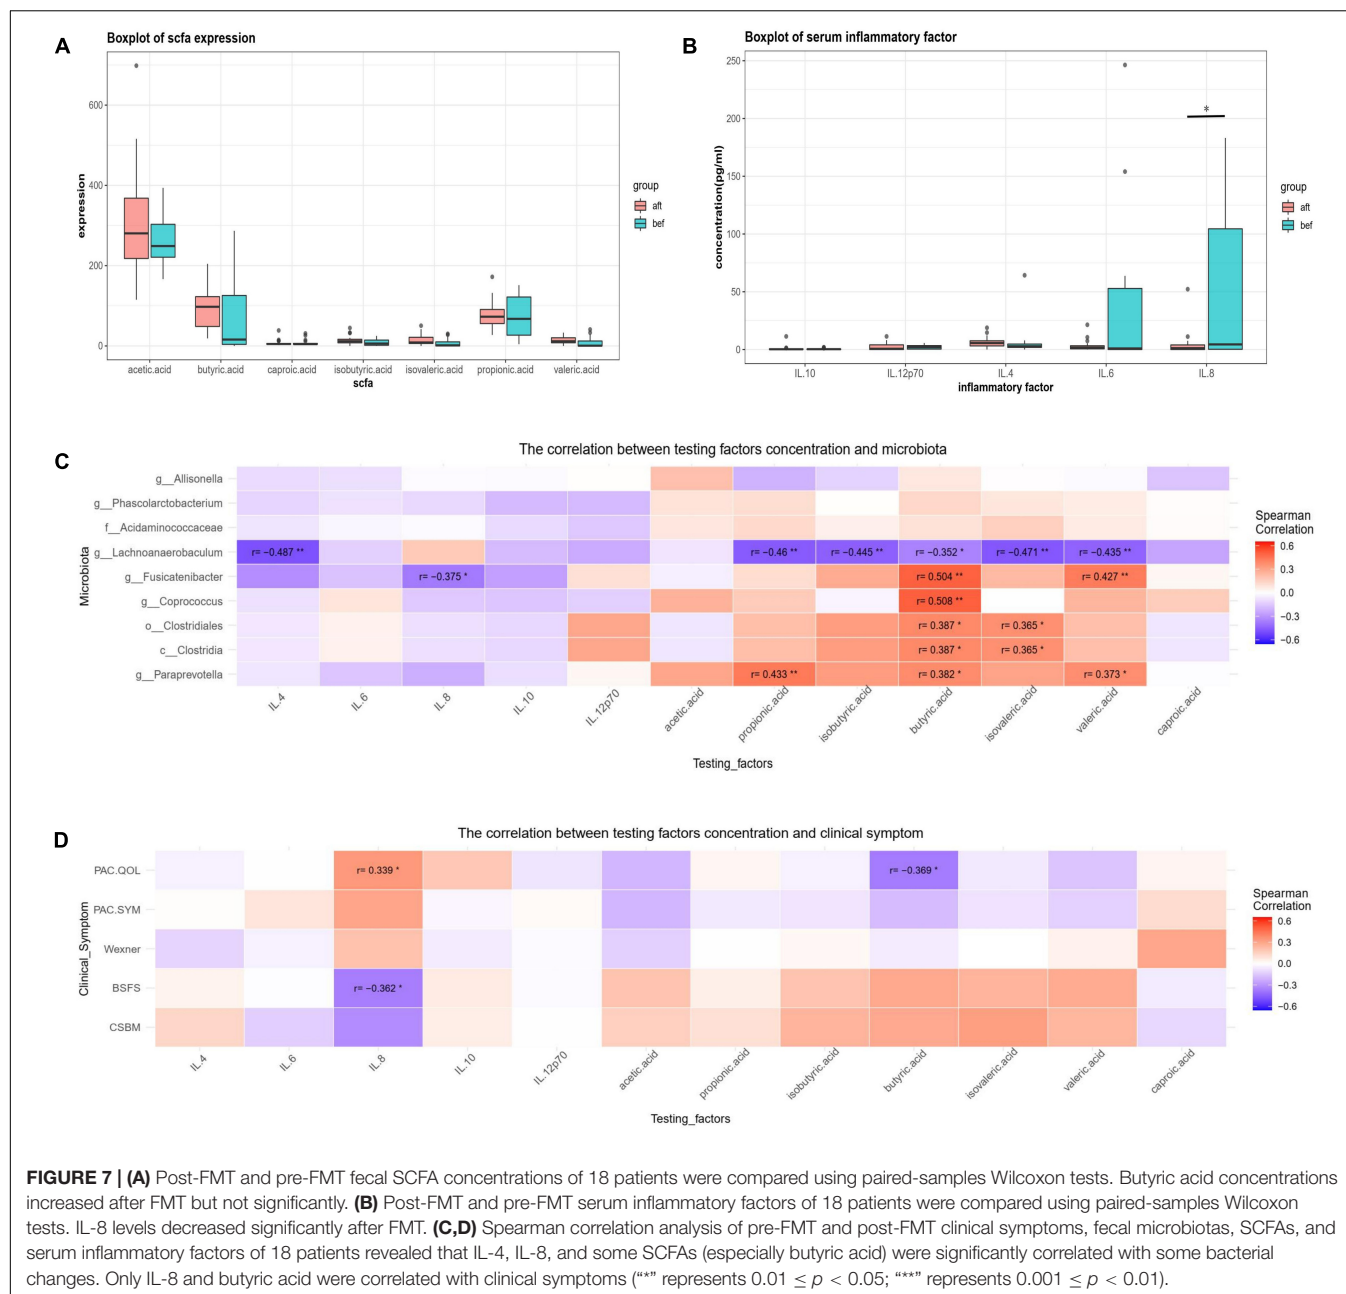 A
Boxplot of scfa expression
600
400
200
0
expression
acetic.acid butyric.acid caproic.acid isobutyric.acid isovaleric.acid propionic.acid valeric.acid
scfa
group
aft
bef
B
Boxplot of serum inflammatory factor
250
200
150
100
50
0
concentration(pg/ml)
*
IL.10 IL.12p70 IL.4 IL.6 IL.8
inflammatory factor
group
aft
bef
C
The correlation between testing factors concentration and microbiota
Microbiota
g__Allisonella
g__Phascolarctobacterium
f__Acidaminococcaceae
g__Lachnoanaerobaculum r= −0.487 ** r= −0.46 ** r= −0.445 ** r= −0.352 * r= −0.471 ** r= −0.435 **
g__Fusicatenibacter r= −0.375 * r= 0.504 ** r= 0.427 **
g__Coprococcus r= 0.508 **
o__Clostridiales r= 0.387 * r= 0.365 *
c__Clostridia r= 0.387 * r= 0.365 *
g__Paraprevotella r= 0.433 ** r= 0.382 * r= 0.373 *
IL.4 IL.6 IL.8 IL.10 IL.12p70 acetic.acid propionic.acid isobutyric.acid butyric.acid isovaleric.acid valeric.acid caproic.acid
Testing_factors
Spearman
Correlation
0.6
0.3
0.0
−0.3
−0.6
D
The correlation between testing factors concentration and clinical symptom
Clinical_Symptom
PAC.QOL r= 0.339 * r= −0.369 *
PAC.SYM
Wexner
BSFS r= −0.362 *
CSBM
IL.4 IL.6 IL.8 IL.10 IL.12p70 acetic.acid propionic.acid isobutyric.acid butyric.acid isovaleric.acid valeric.acid caproic.acid
Testing_factors
Spearman
Correlation
0.6
0.3
0.0
−0.3
−0.6
FIGURE 7 | (A) Post-FMT and pre-FMT fecal SCFA concentrations of 18 patients were compared using paired-samples Wilcoxon tests. Butyric acid concentrations
increased after FMT but not significantly. (B) Post-FMT and pre-FMT serum inflammatory factors of 18 patients were compared using paired-samples Wilcoxon
tests. IL-8 levels decreased significantly after FMT. (C,D) Spearman correlation analysis of pre-FMT and post-FMT clinical symptoms, fecal microbiotas, SCFAs, and
serum inflammatory factors of 18 patients revealed that IL-4, IL-8, and some SCFAs (especially butyric acid) were significantly correlated with some bacterial
changes. Only IL-8 and butyric acid were correlated with clinical symptoms (“*” represents 0.01 ≤ p < 0.05; “**” represents 0.001 ≤ p < 0.01).